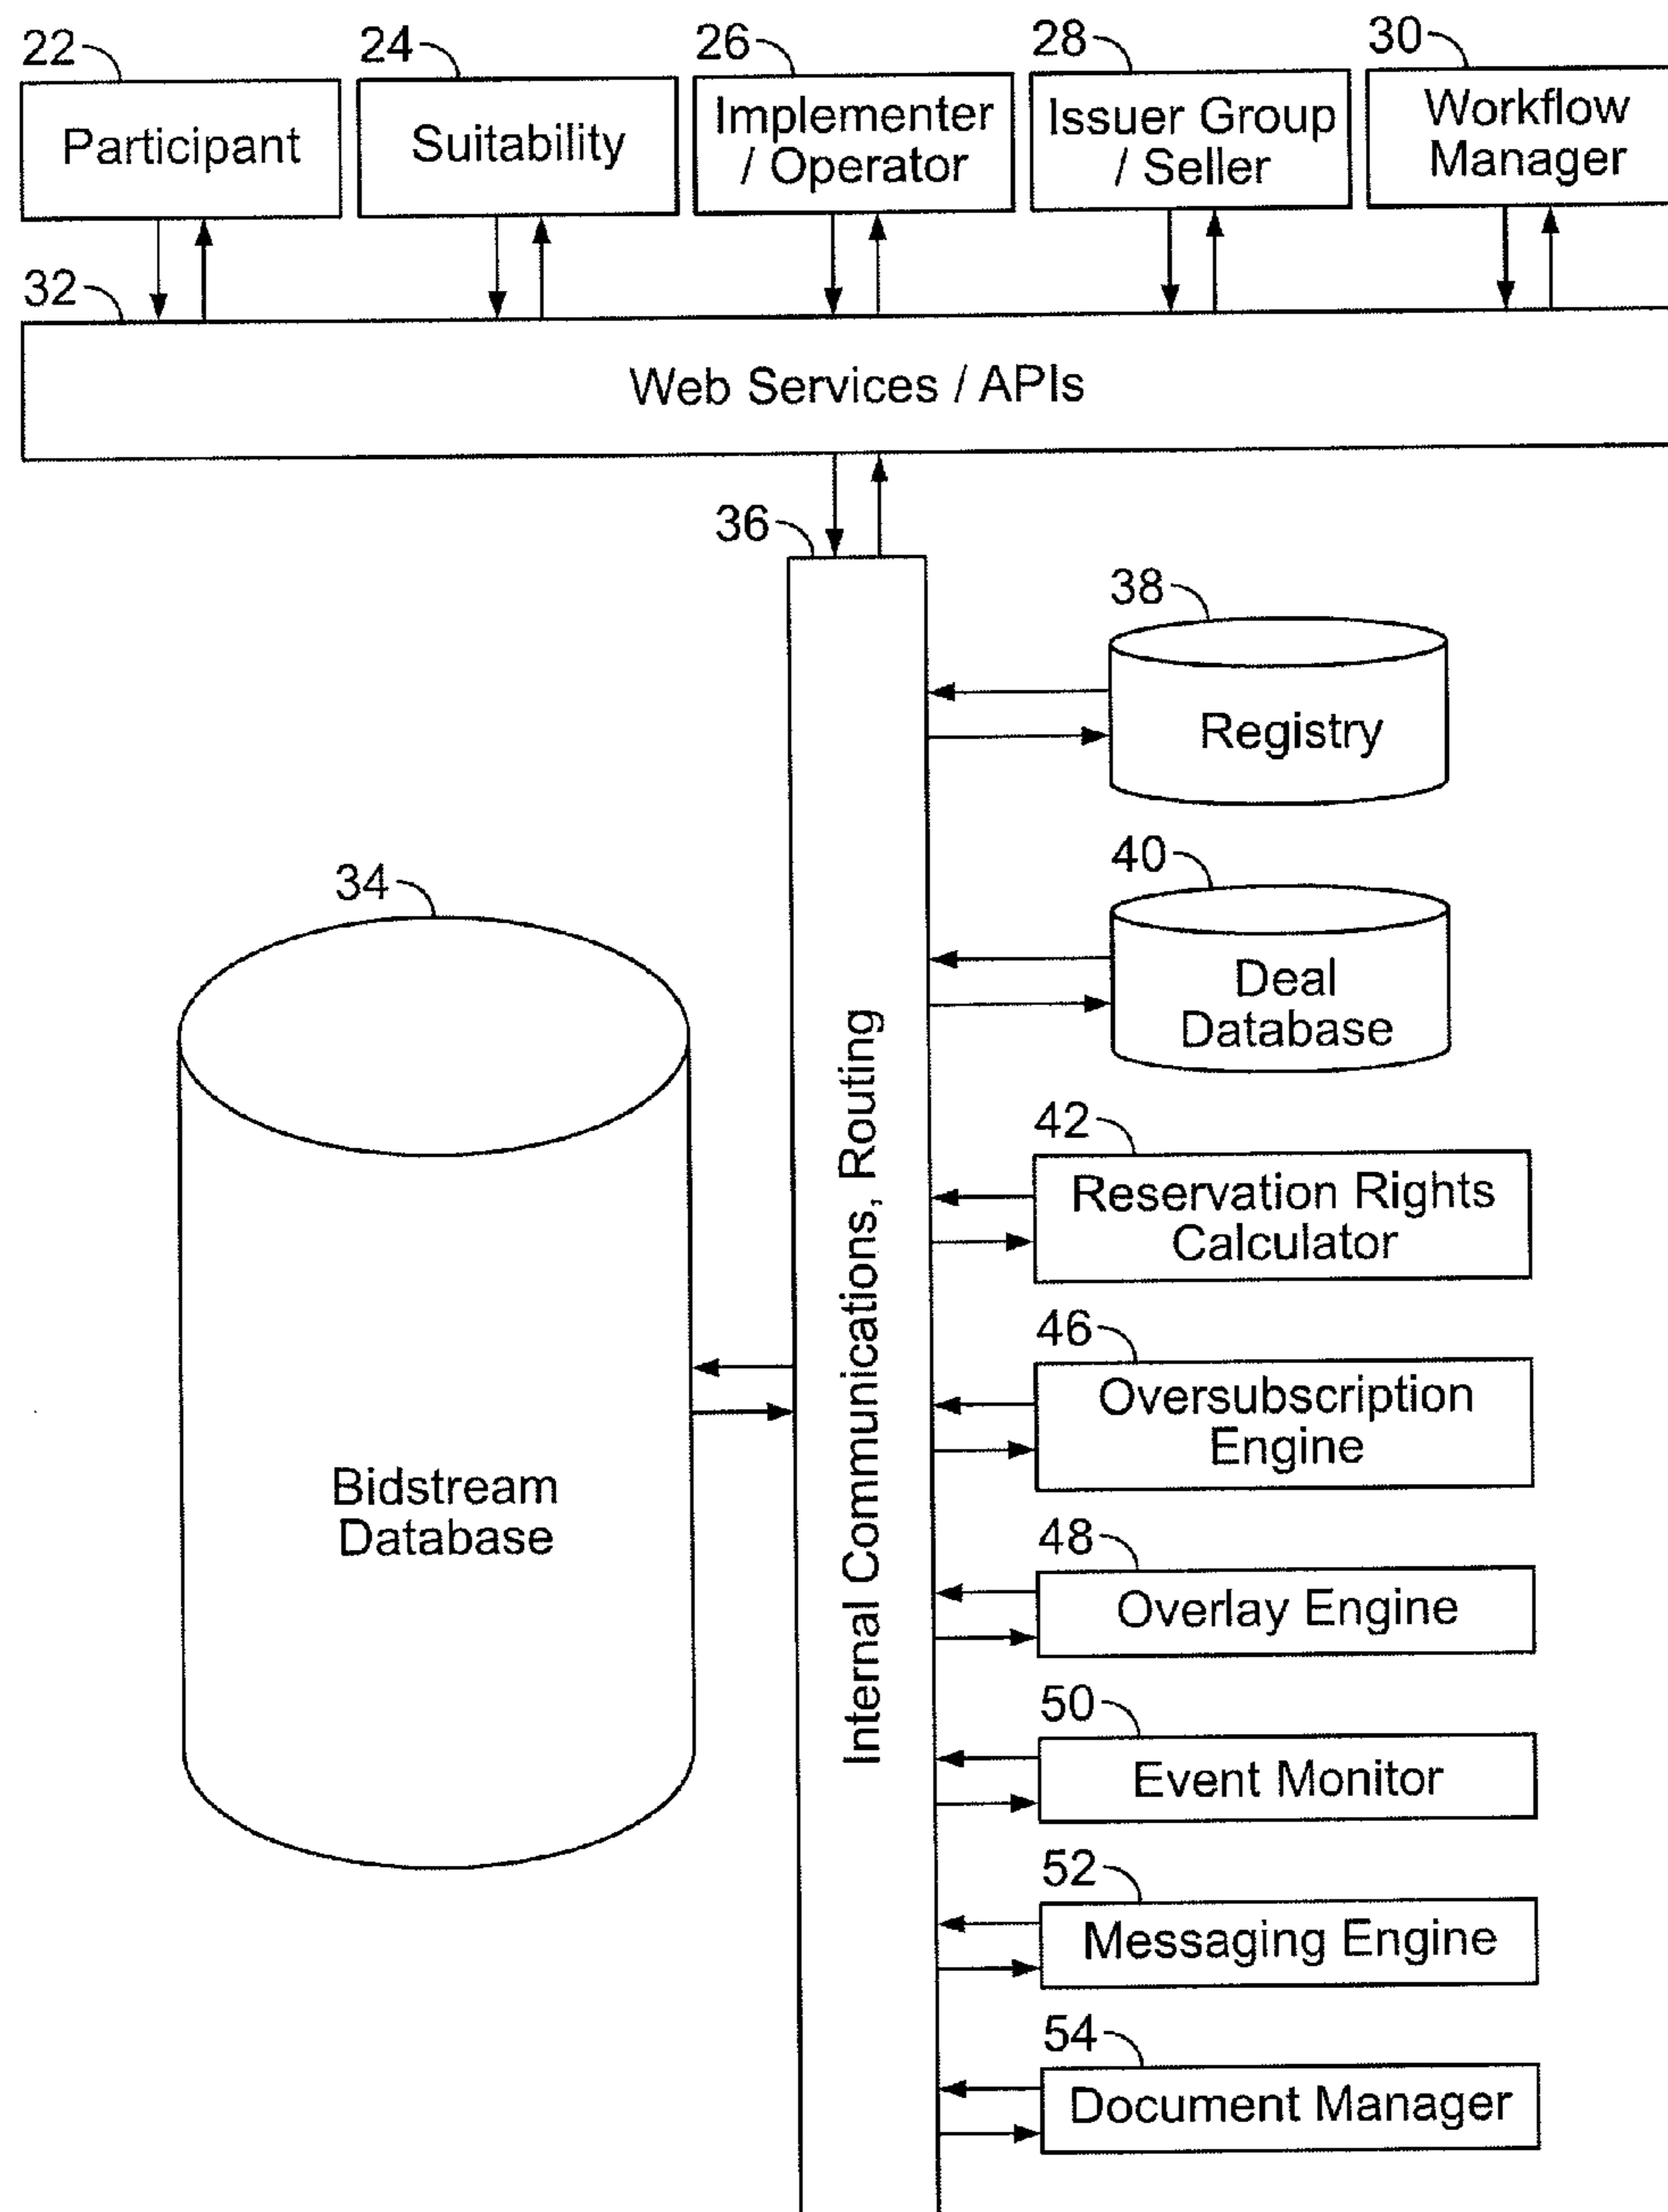 22
24
26
28
30
Participant
Suitability
Implementer
/ Operator
Issuer Group
/ Seller
Workflow
Manager
32
Web Services / APIs
36
38
Registry
40
Deal
Database
34
Bidstream
Database
Internal Communications, Routing
42
Reservation Rights
Calculator
46
Oversubscription
Engine
48
Overlay Engine
50
Event Monitor
52
Messaging Engine
54
Document Manager